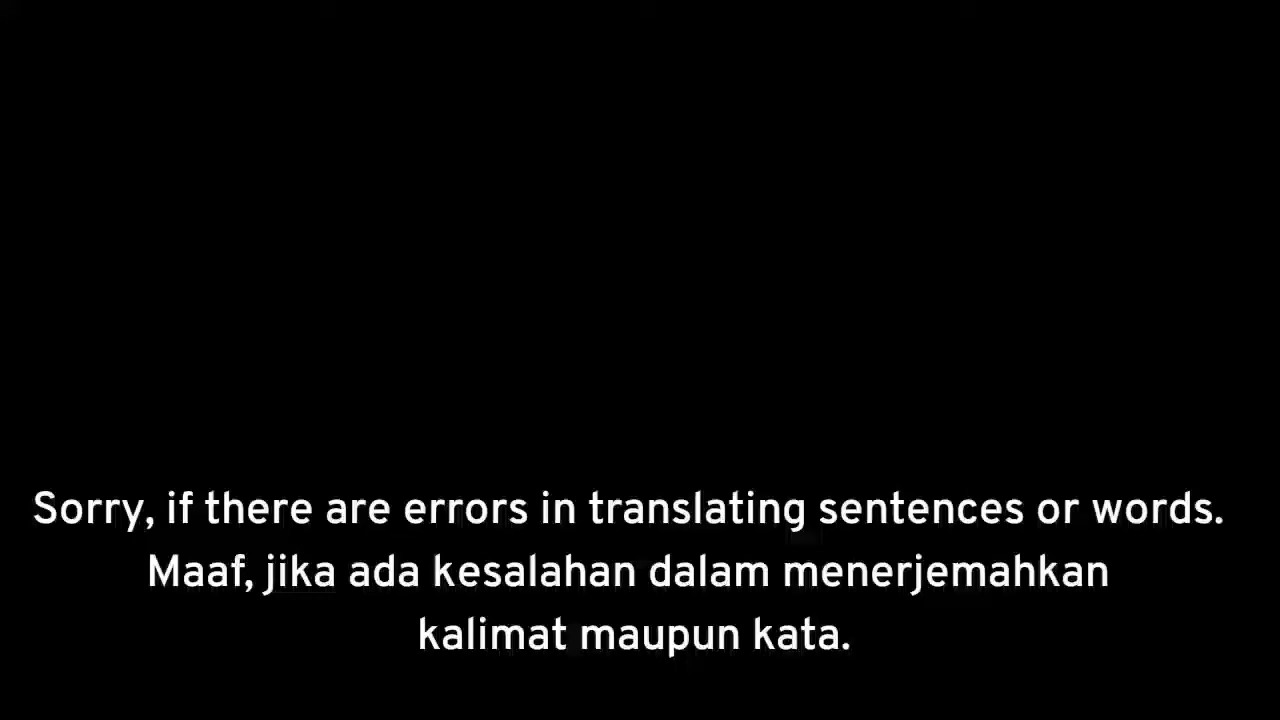 Sorry, if there are errors in translating sentences or words.
Maaf, jika ada kesalahan dalam menerjemahkan
kalimat maupun kata.